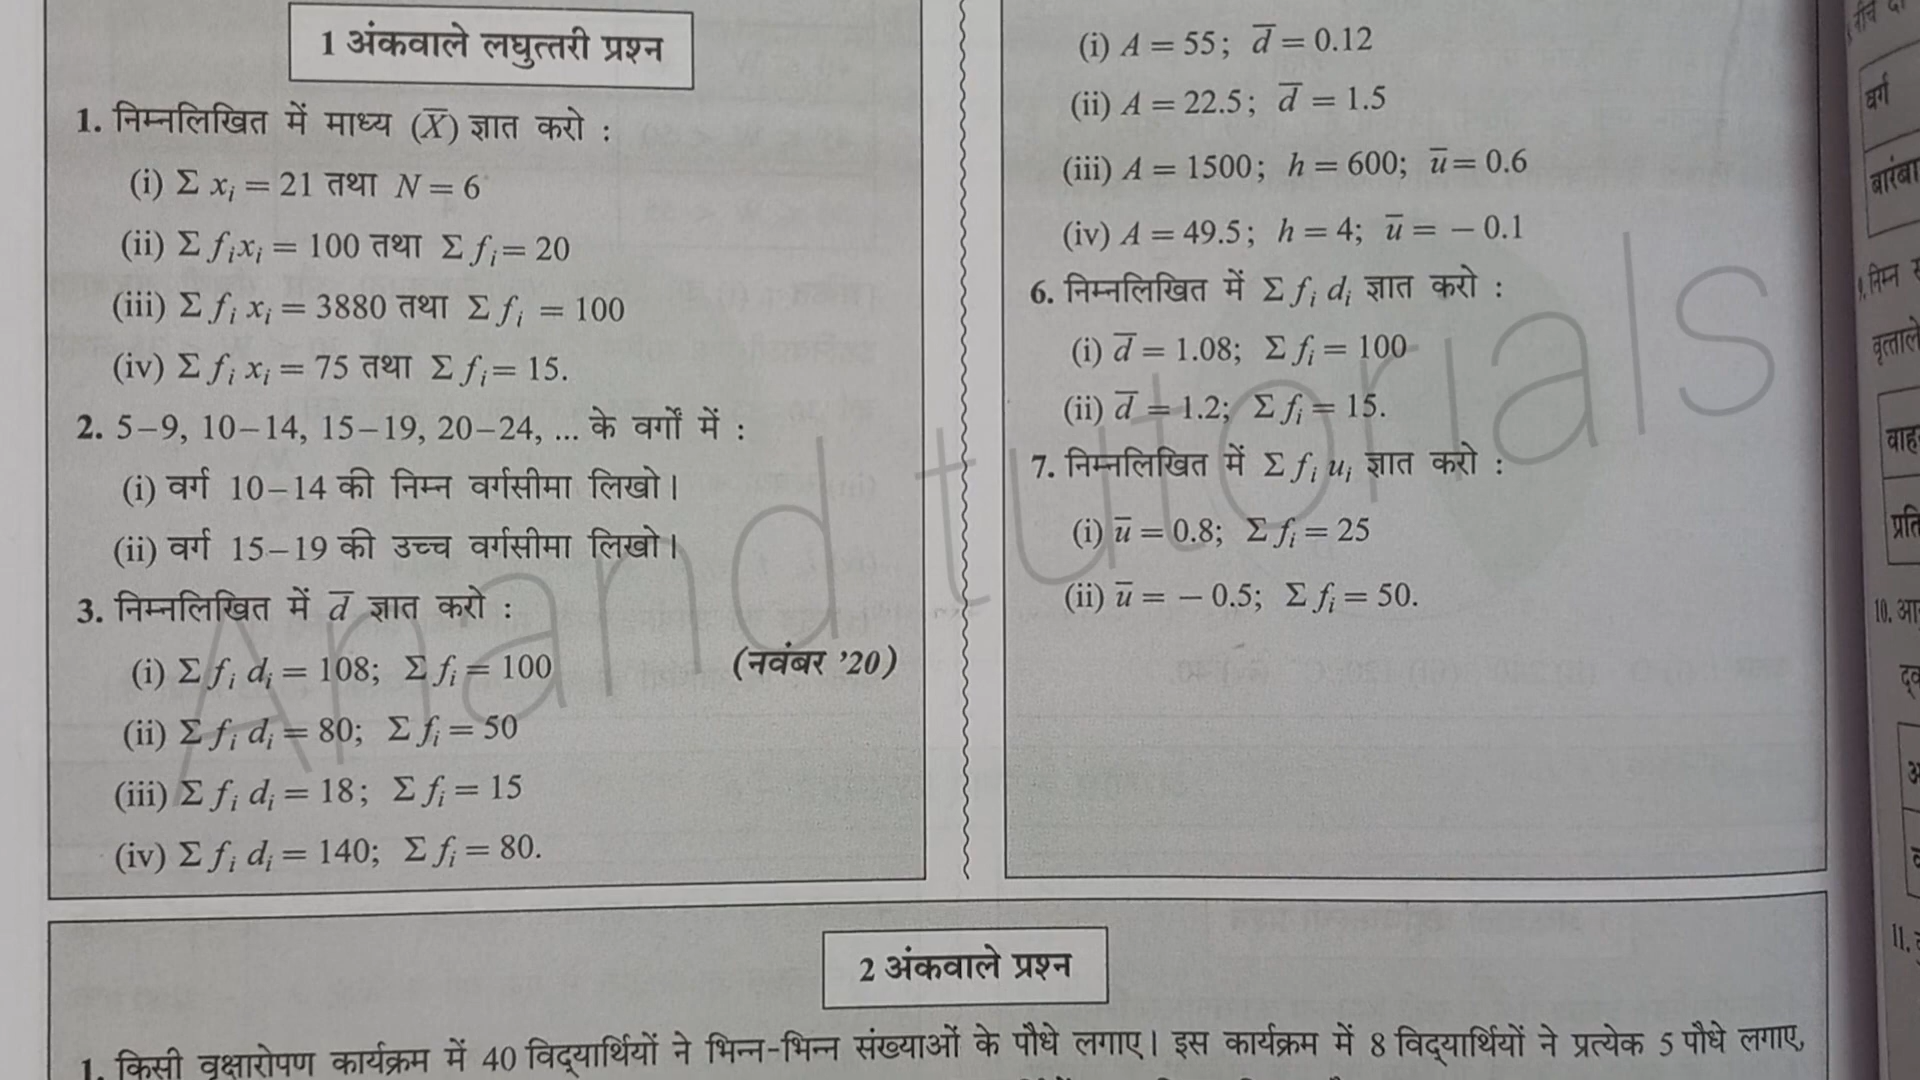 1 अंकवाले लघुत्तरी प्रश्न
1. निम्नलिखित में माध्य (X̅) ज्ञात करो :
(i) Σ xᵢ = 21 तथा N = 6
(ii) Σ fᵢxᵢ = 100 तथा Σ fᵢ = 20
(iii) Σ fᵢ xᵢ = 3880 तथा Σ fᵢ = 100
(iv) Σ fᵢ xᵢ = 75 तथा Σ fᵢ = 15.
2. 5–9, 10–14, 15–19, 20–24, ... के वर्गों में :
(i) वर्ग 10–14 की निम्न वर्गसीमा लिखो।
(ii) वर्ग 15–19 की उच्च वर्गसीमा लिखो।
3. निम्नलिखित में d̅ ज्ञात करो :
(i) Σ fᵢ dᵢ = 108; Σ fᵢ = 100 (नवंबर ’20)
(ii) Σ fᵢ dᵢ = 80; Σ fᵢ = 50
(iii) Σ fᵢ dᵢ = 18; Σ fᵢ = 15
(iv) Σ fᵢ dᵢ = 140; Σ fᵢ = 80.
(i) A = 55; d̅ = 0.12
(ii) A = 22.5; d̅ = 1.5
(iii) A = 1500; h = 600; u̅ = 0.6
(iv) A = 49.5; h = 4; u̅ = – 0.1
6. निम्नलिखित में Σ fᵢ dᵢ ज्ञात करो :
(i) d̅ = 1.08; Σ fᵢ = 100
(ii) d̅ = 1.2; Σ fᵢ = 15.
7. निम्नलिखित में Σ fᵢ uᵢ ज्ञात करो :
(i) u̅ = 0.8; Σ fᵢ = 25
(ii) u̅ = – 0.5; Σ fᵢ = 50.
Anand tutorials
2 अंकवाले प्रश्न
1. किसी वृक्षारोपण कार्यक्रम में 40 विद्यार्थियों ने भिन्न-भिन्न संख्याओं के पौधे लगाए। इस कार्यक्रम में 8 विद्यार्थियों ने प्रत्येक 5 पौधे लगाए,
वर्ग
9. निम्न
10.
11.